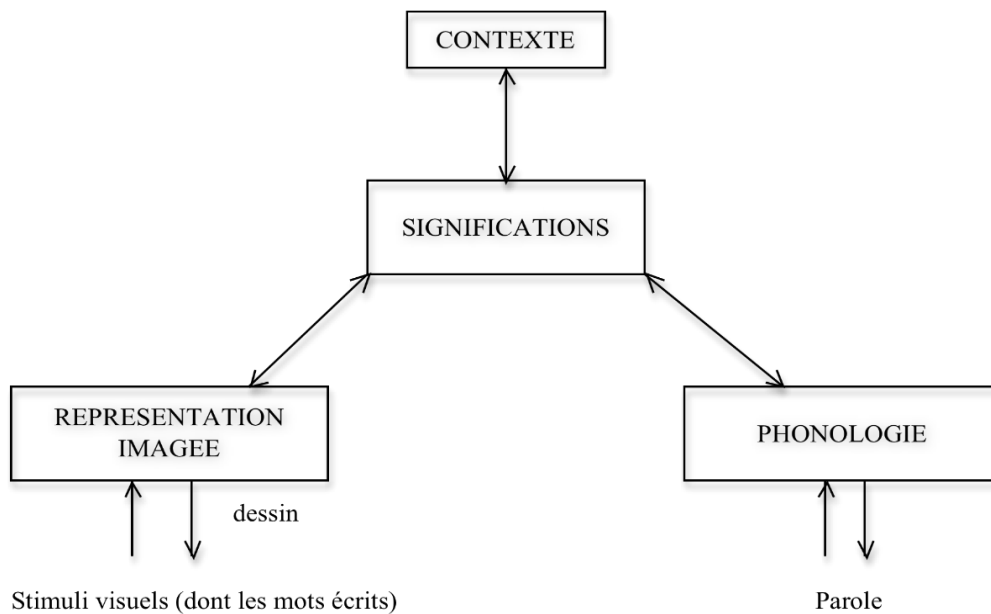 CONTEXTE
SIGNIFICATIONS
REPRESENTATION
IMAGEE
PHONOLOGIE
dessin
Stimuli visuels (dont les mots écrits)
Parole